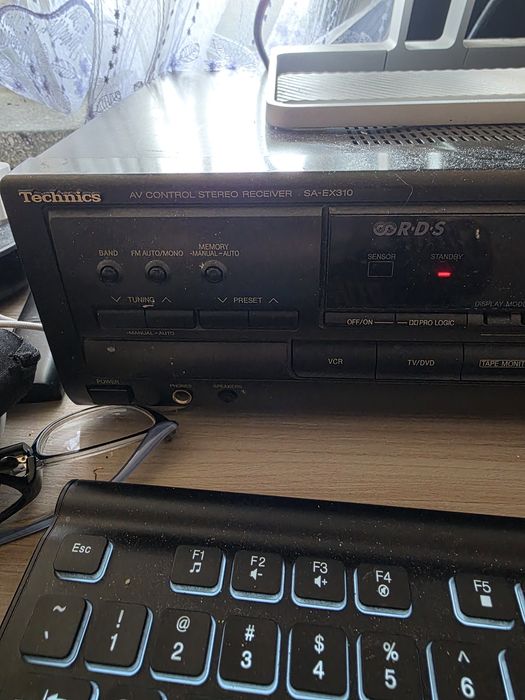 Technics AV CONTROL STEREO RECEIVER SA-EX310
R·D·S
SENSOR STANDBY
BAND FM AUTO/MONO MEMORY
-MANUAL-AUTO
TUNING PRESET
-MANUAL-AUTO
DISPLAY MODE
OFF/ON PRO LOGIC
VCR TV/DVD TAPE MONIT
POWER PHONES SPEAKERS
Esc F1 F2 F3 F4 F5
~ ! @ # $ % ^
` 1 2 3 4 5 6